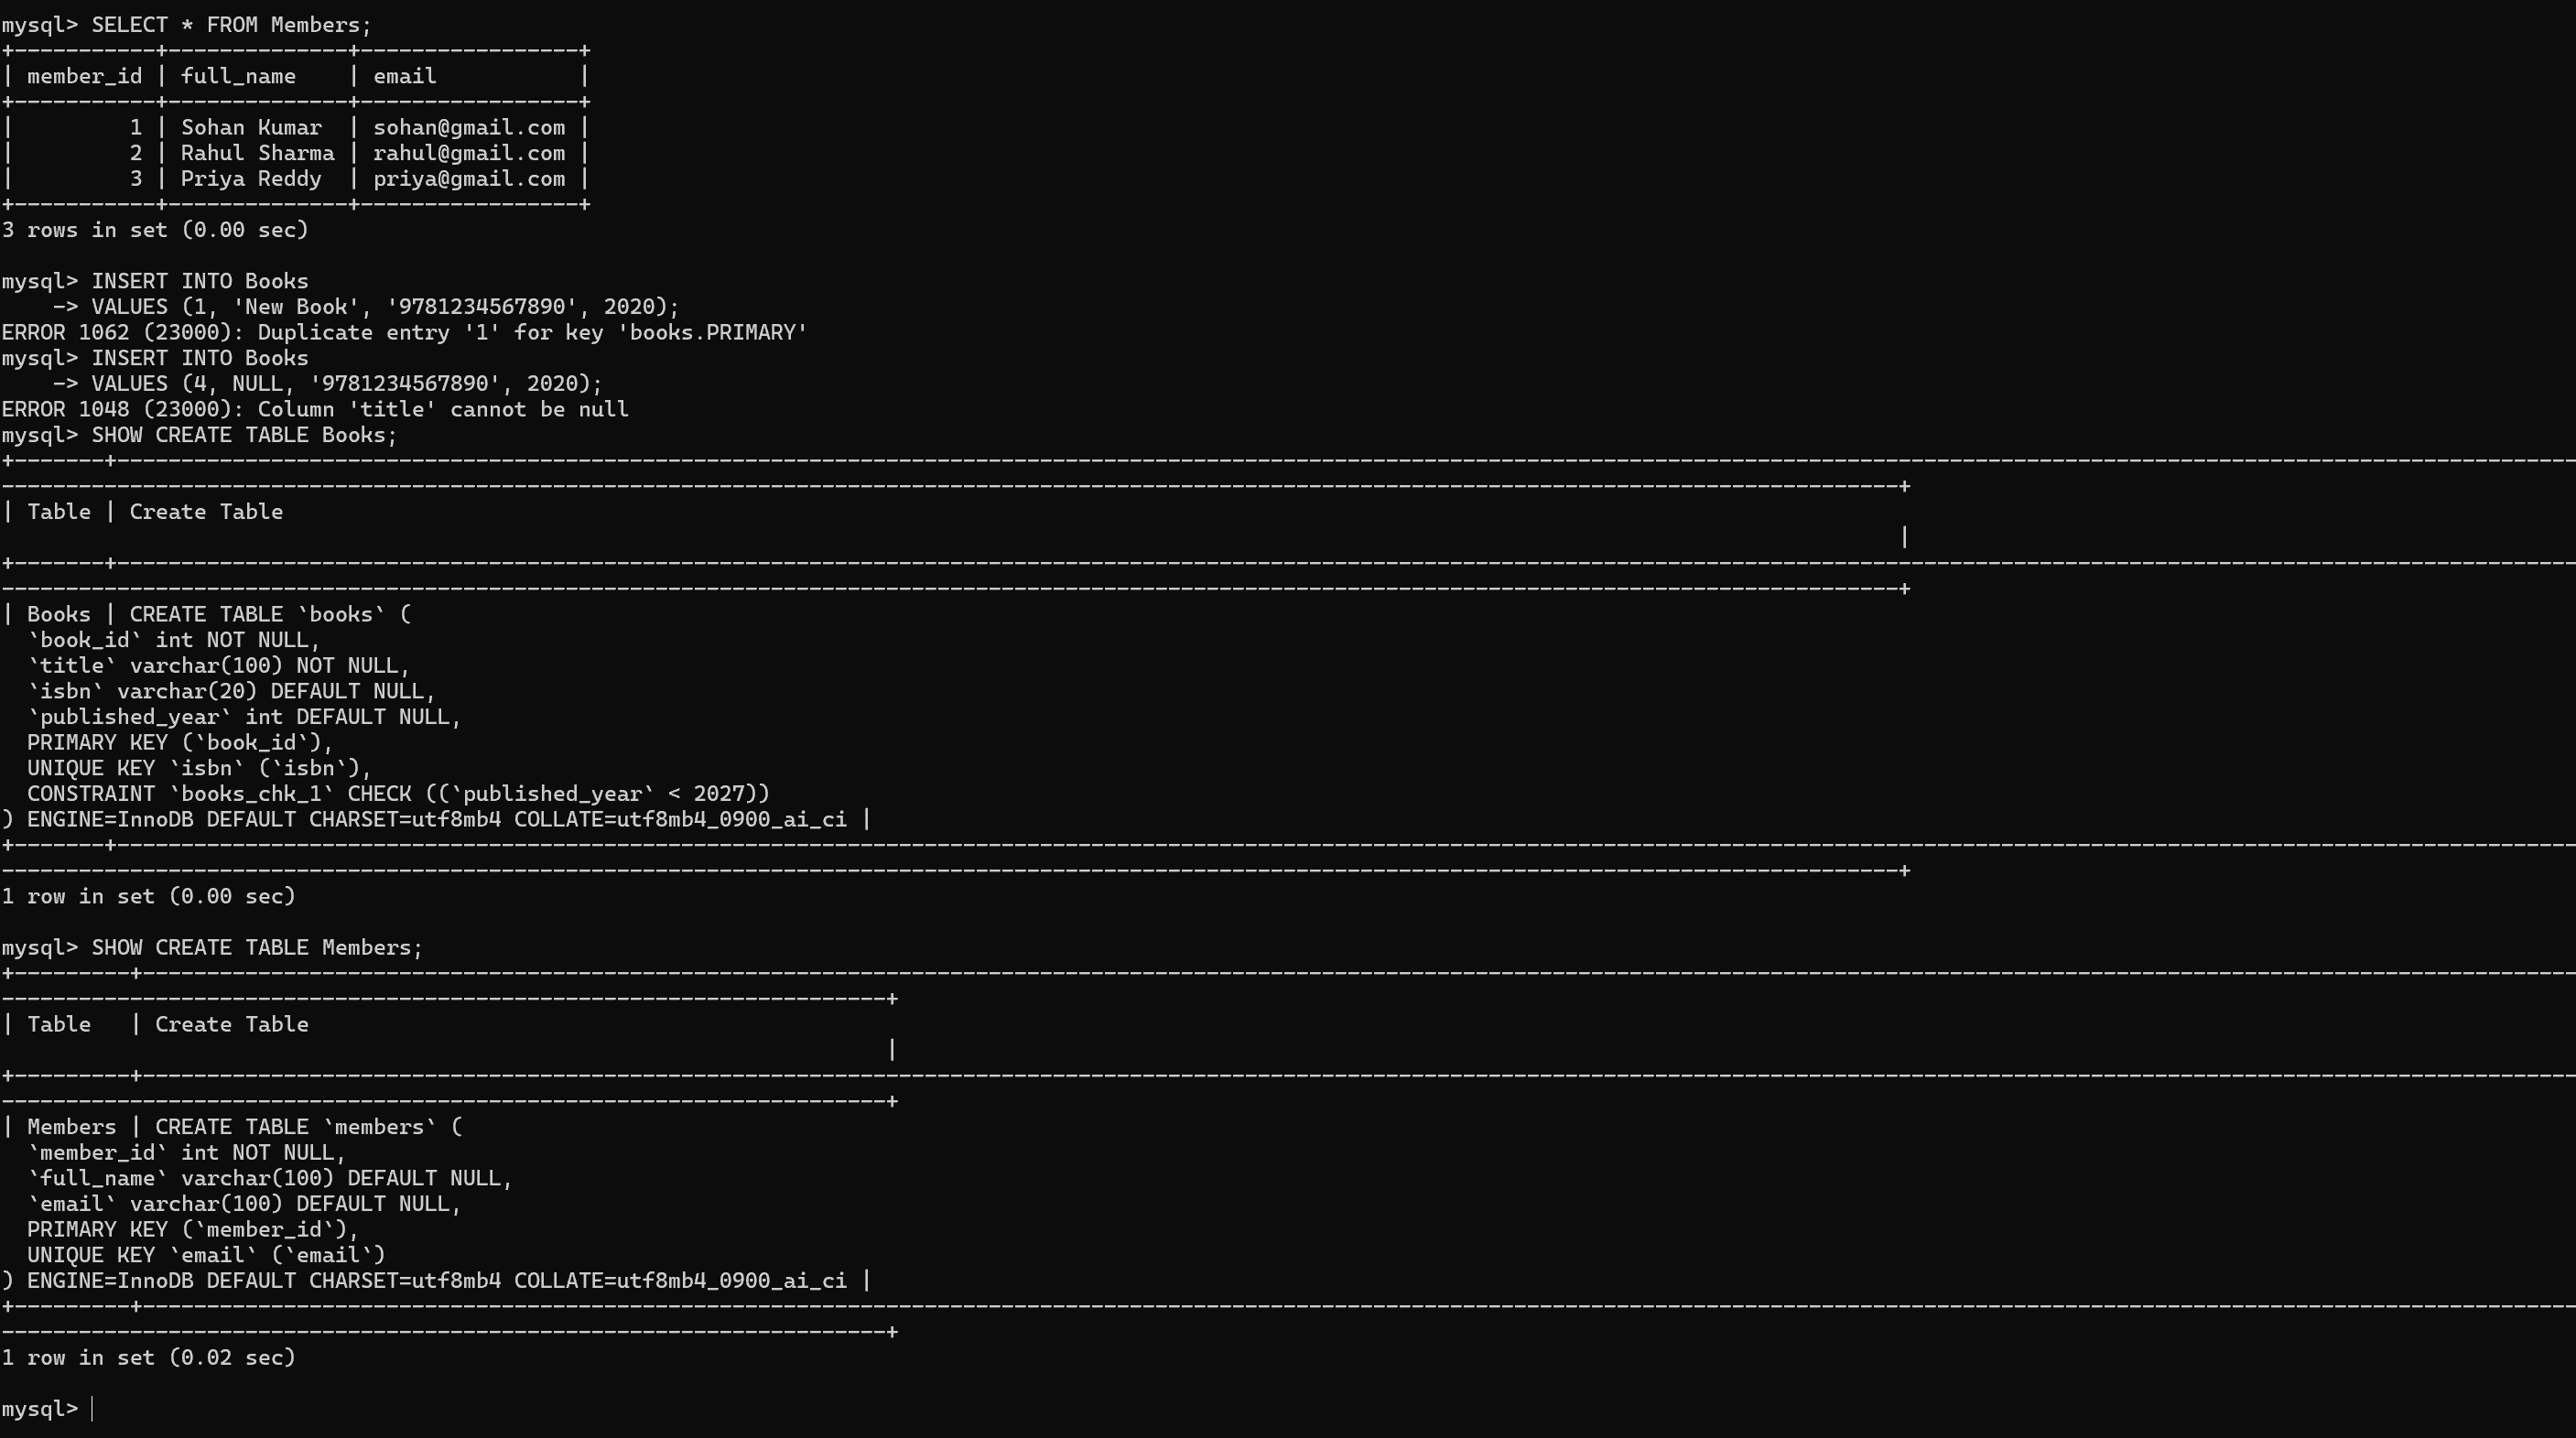 mysql> SELECT * FROM Members;
+-----------+--------------+-----------------+
| member_id | full_name    | email           |
+-----------+--------------+-----------------+
|         1 | Sohan Kumar  | sohan@gmail.com |
|         2 | Rahul Sharma | rahul@gmail.com |
|         3 | Priya Reddy  | priya@gmail.com |
+-----------+--------------+-----------------+
3 rows in set (0.00 sec)

mysql> INSERT INTO Books
    -> VALUES (1, 'New Book', '9781234567890', 2020);
ERROR 1062 (23000): Duplicate entry '1' for key 'books.PRIMARY'
mysql> INSERT INTO Books
    -> VALUES (4, NULL, '9781234567890', 2020);
ERROR 1048 (23000): Column 'title' cannot be null
mysql> SHOW CREATE TABLE Books;
| Table | Create Table
|
| Books | CREATE TABLE `books` (
  `book_id` int NOT NULL,
  `title` varchar(100) NOT NULL,
  `isbn` varchar(20) DEFAULT NULL,
  `published_year` int DEFAULT NULL,
  PRIMARY KEY (`book_id`),
  UNIQUE KEY `isbn` (`isbn`),
  CONSTRAINT `books_chk_1` CHECK ((`published_year` < 2027))
) ENGINE=InnoDB DEFAULT CHARSET=utf8mb4 COLLATE=utf8mb4_0900_ai_ci |
1 row in set (0.00 sec)

mysql> SHOW CREATE TABLE Members;
| Table   | Create Table
|
| Members | CREATE TABLE `members` (
  `member_id` int NOT NULL,
  `full_name` varchar(100) DEFAULT NULL,
  `email` varchar(100) DEFAULT NULL,
  PRIMARY KEY (`member_id`),
  UNIQUE KEY `email` (`email`)
) ENGINE=InnoDB DEFAULT CHARSET=utf8mb4 COLLATE=utf8mb4_0900_ai_ci |
1 row in set (0.02 sec)

mysql>